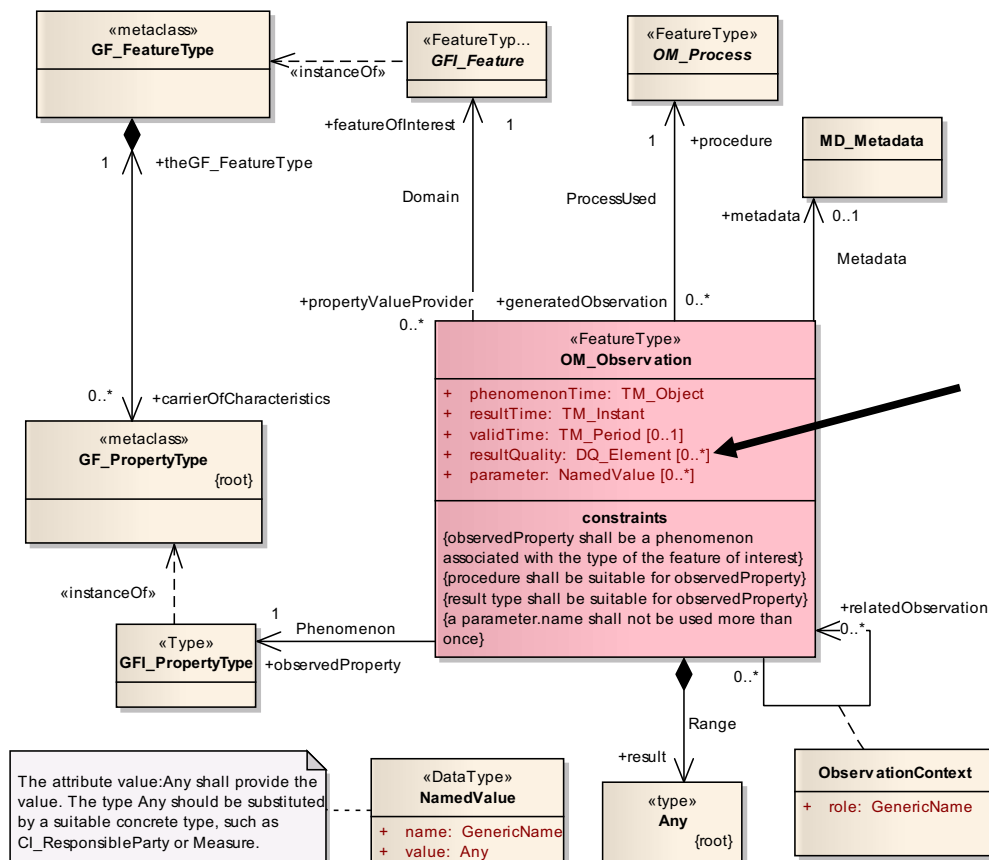 «metaclass»
GF_FeatureType
«FeatureTyp...
GFI_Feature
«FeatureType»
OM_Process
«instanceOf»
MD_Metadata
+featureOfInterest
1
1
+procedure
1
+theGF_FeatureType
Domain
ProcessUsed
+metadata
0..1
Metadata
+propertyValueProvider
0..*
+generatedObservation
0..*
«FeatureType»
OM_Observation
+ phenomenonTime: TM_Object
+ resultTime: TM_Instant
+ validTime: TM_Period [0..1]
+ resultQuality: DQ_Element [0..*]
+ parameter: NamedValue [0..*]
constraints
{observedProperty shall be a phenomenon
associated with the type of the feature of interest}
{procedure shall be suitable for observedProperty}
{result type shall be suitable for observedProperty}
{a parameter.name shall not be used more than
once}
0..*
+carrierOfCharacteristics
«metaclass»
GF_PropertyType
{root}
«instanceOf»
1
Phenomenon
+observedProperty
«Type»
GFI_PropertyType
+relatedObservation
0..*
0..*
Range
+result
The attribute value:Any shall provide the
value. The type Any should be substituted
by a suitable concrete type, such as
CI_ResponsibleParty or Measure.
«DataType»
NamedValue
+ name: GenericName
+ value: Any
«type»
Any
{root}
ObservationContext
+ role: GenericName